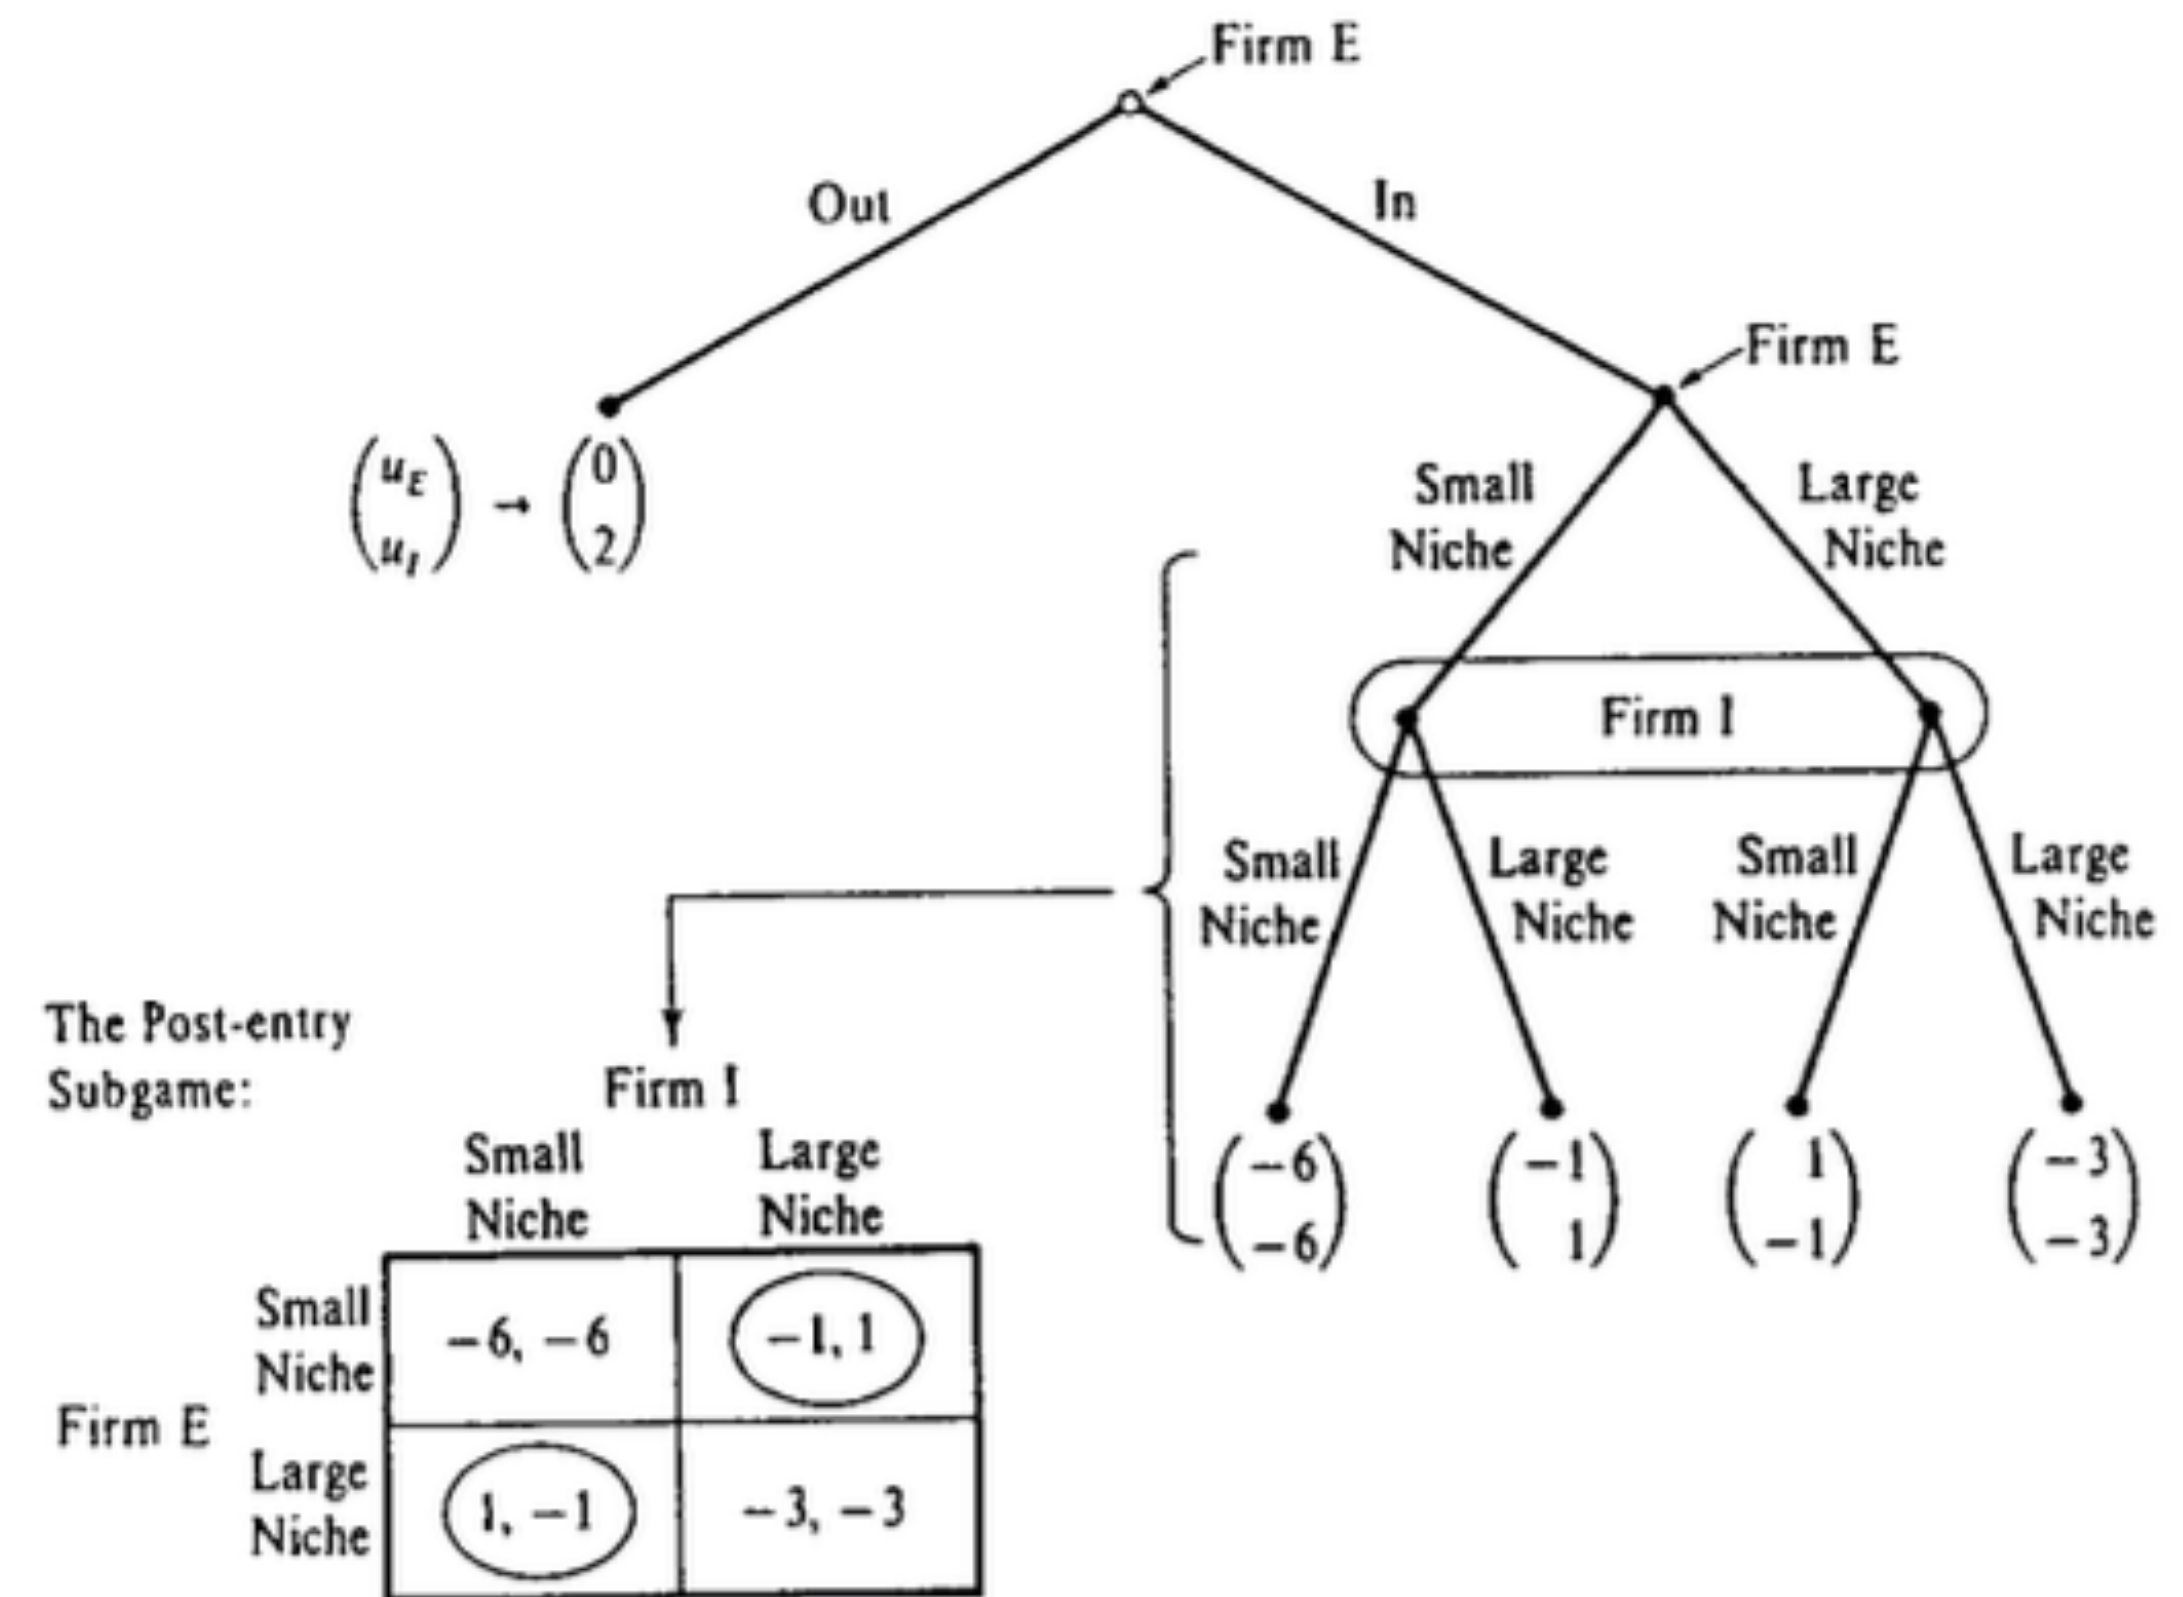 Firm E
Out
In
Firm E
(u_E u_I) → (0 2)
Small Niche
Large Niche
Firm I
Small Niche
Large Niche
Small Niche
Large Niche
(−6 −6)
(−1 1)
(1 −1)
(−3 −3)
The Post-entry
Subgame:
Firm I
Small Niche
Large Niche
Firm E
Small Niche
−6, −6
−1, 1
Large Niche
1, −1
−3, −3